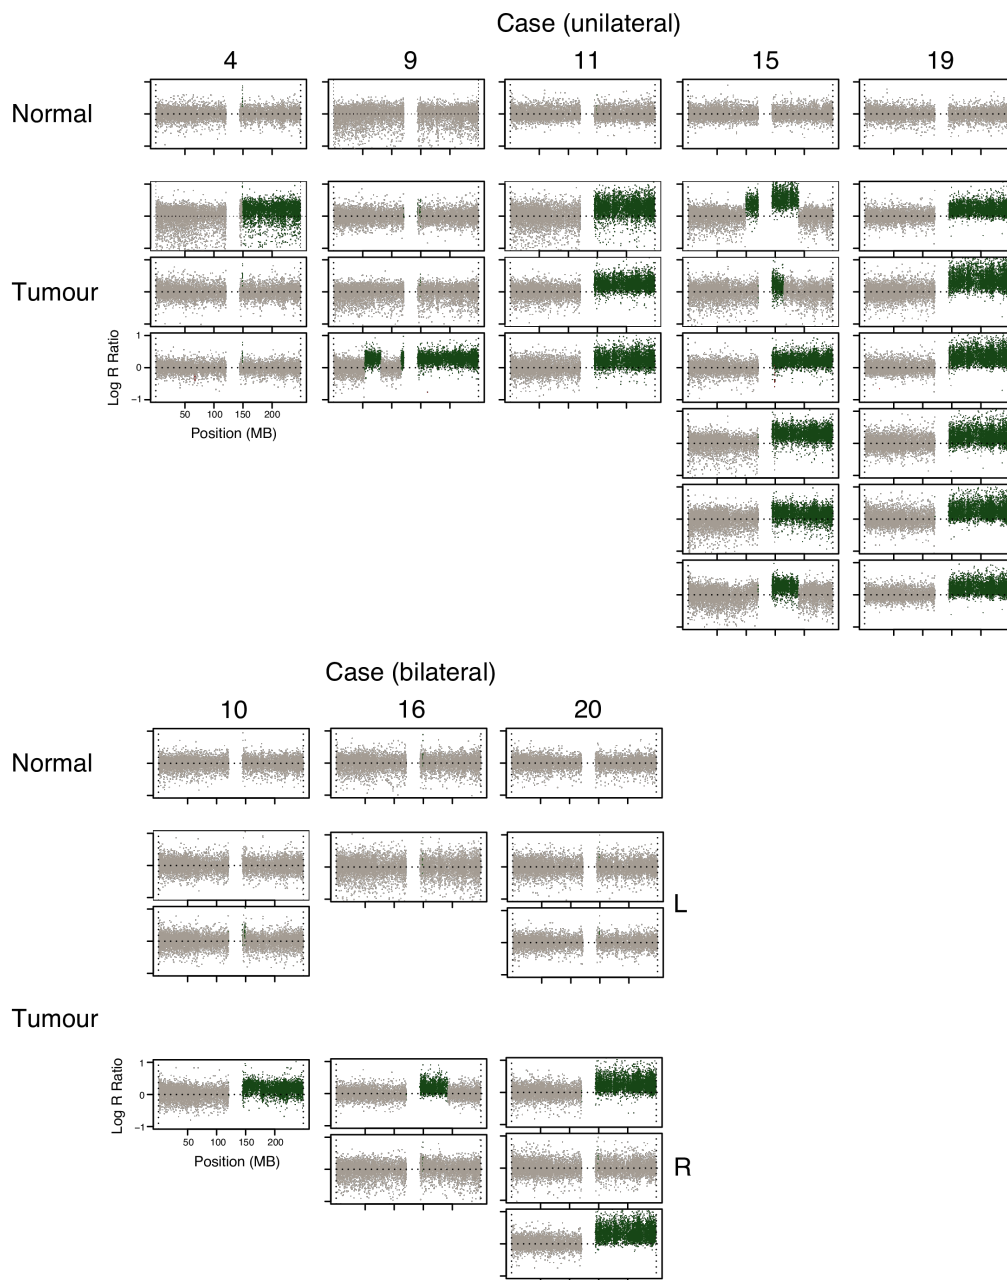 Case (unilateral)
4 9 11 15 19
Normal
Tumour
Log R Ratio
1
0
−1
50 100 150 200
Position (MB)
Case (bilateral)
10 16 20
Normal
L
Tumour
Log R Ratio
1
0
−1
50 100 150 200
Position (MB)
R